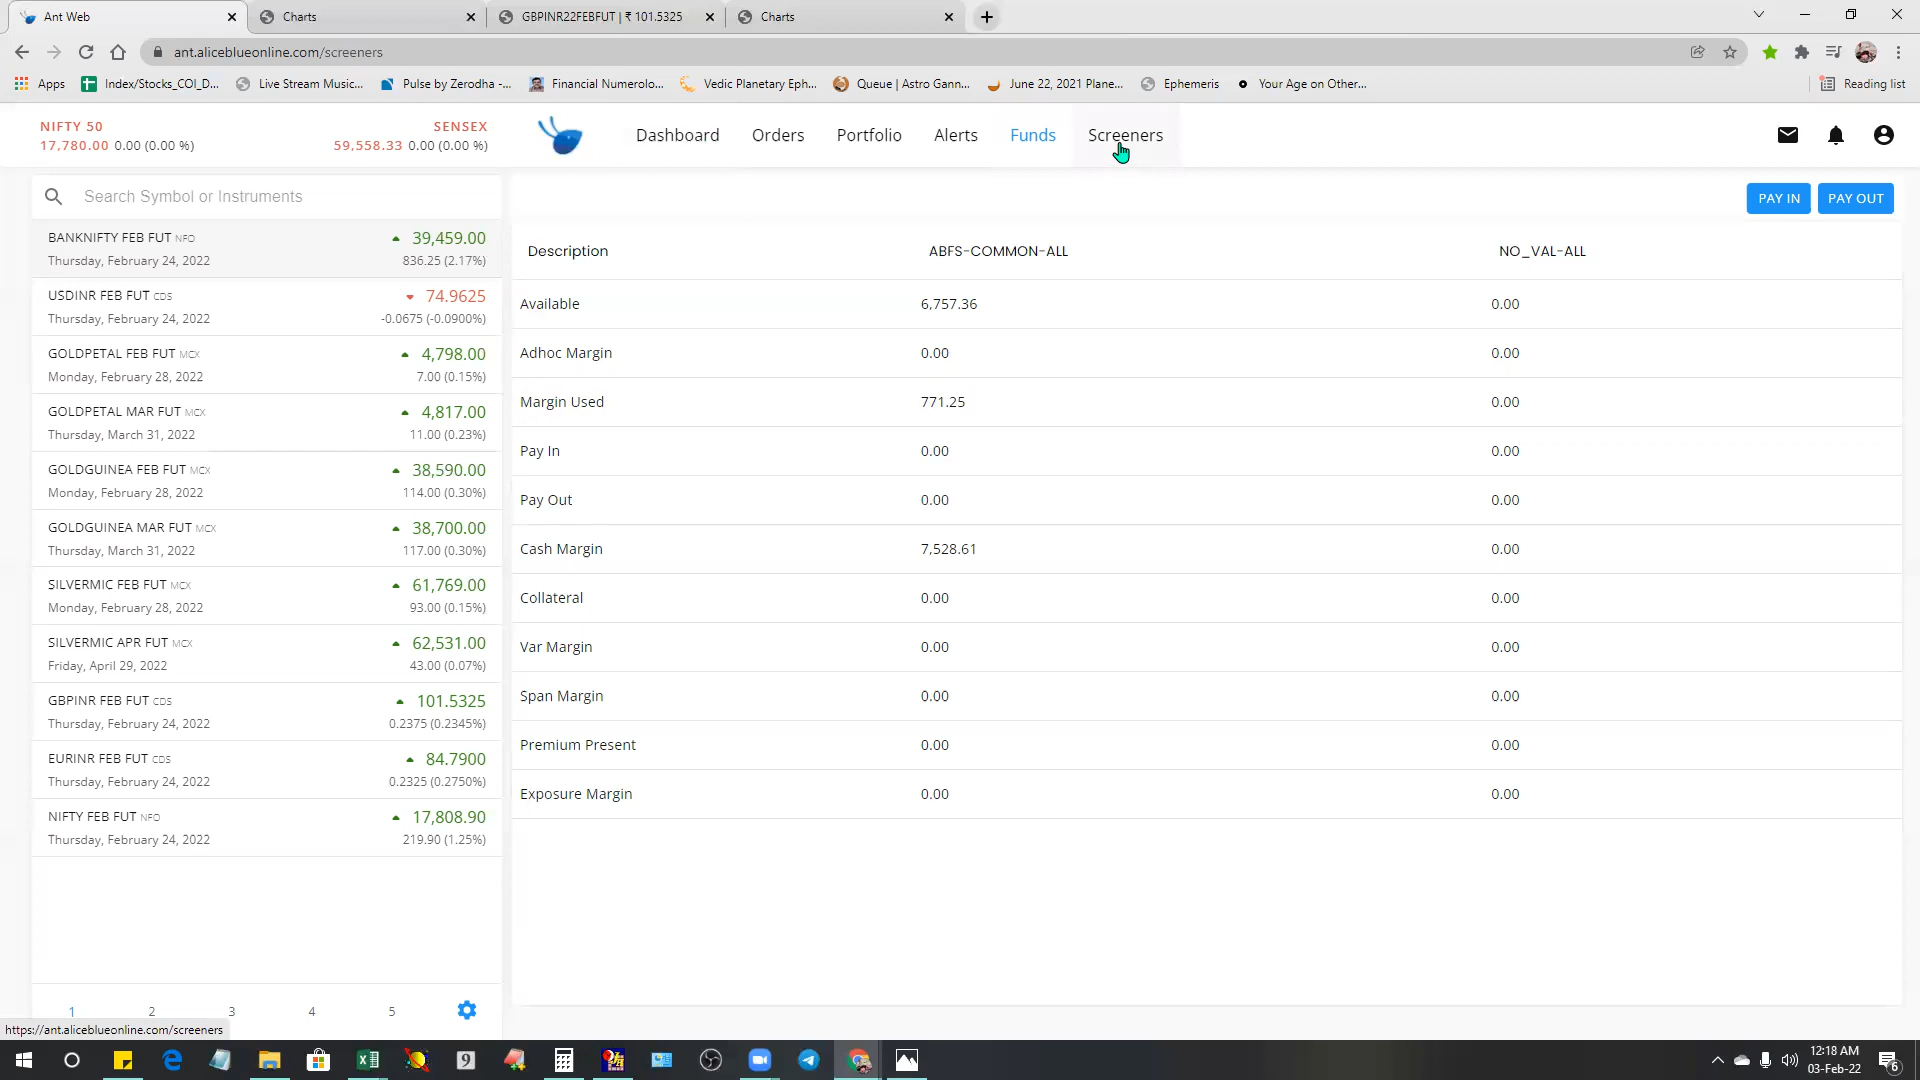 Ant Web
Charts
GBPINR22FEBFUT | ₹ 101.5325
Charts
ant.aliceblueonline.com/screeners
Apps
Index/Stocks_COI_D...
Live Stream Music...
Pulse by Zerodha -...
Financial Numerolo...
Vedic Planetary Eph...
Queue | Astro Gann...
June 22, 2021 Plane...
Ephemeris
Your Age on Other...
Reading list
NIFTY 50
17,780.00 0.00 (0.00 %)
SENSEX
59,558.33 0.00 (0.00 %)
Dashboard
Orders
Portfolio
Alerts
Funds
Screeners
Search Symbol or Instruments
PAY IN
PAY OUT
BANKNIFTY FEB FUT NFO 39,459.00
Thursday, February 24, 2022 836.25 (2.17%)
USDINR FEB FUT CDS 74.9625
Thursday, February 24, 2022 -0.0675 (-0.0900%)
GOLDPETAL FEB FUT MCX 4,798.00
Monday, February 28, 2022 7.00 (0.15%)
GOLDPETAL MAR FUT MCX 4,817.00
Thursday, March 31, 2022 11.00 (0.23%)
GOLDGUINEA FEB FUT MCX 38,590.00
Monday, February 28, 2022 114.00 (0.30%)
GOLDGUINEA MAR FUT MCX 38,700.00
Thursday, March 31, 2022 117.00 (0.30%)
SILVERMIC FEB FUT MCX 61,769.00
Monday, February 28, 2022 93.00 (0.15%)
SILVERMIC APR FUT MCX 62,531.00
Friday, April 29, 2022 43.00 (0.07%)
GBPINR FEB FUT CDS 101.5325
Thursday, February 24, 2022 0.2375 (0.2345%)
EURINR FEB FUT CDS 84.7900
Thursday, February 24, 2022 0.2325 (0.2750%)
NIFTY FEB FUT NFO 17,808.90
Thursday, February 24, 2022 219.90 (1.25%)
1 2 3 4 5
Description ABFS-COMMON-ALL NO_VAL-ALL
Available 6,757.36 0.00
Adhoc Margin 0.00 0.00
Margin Used 771.25 0.00
Pay In 0.00 0.00
Pay Out 0.00 0.00
Cash Margin 7,528.61 0.00
Collateral 0.00 0.00
Var Margin 0.00 0.00
Span Margin 0.00 0.00
Premium Present 0.00 0.00
Exposure Margin 0.00 0.00
https://ant.aliceblueonline.com/screeners
9
12:18 AM
03-Feb-22
6